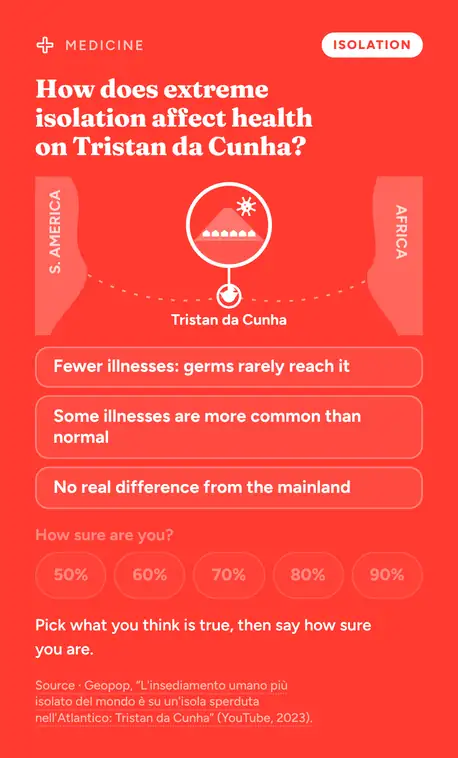 MEDICINE
ISOLATION
How does extreme
isolation affect health
on Tristan da Cunha?
S. AMERICA
AFRICA
Tristan da Cunha
Fewer illnesses: germs rarely reach it
Some illnesses are more common than
normal
No real difference from the mainland
How sure are you?
50% 60% 70% 80% 90%
Pick what you think is true, then say how sure
you are.
Source · Geopop, "L'insediamento umano più
isolato del mondo è su un'isola sperduta
nell'Atlantico: Tristan da Cunha" (YouTube, 2023).